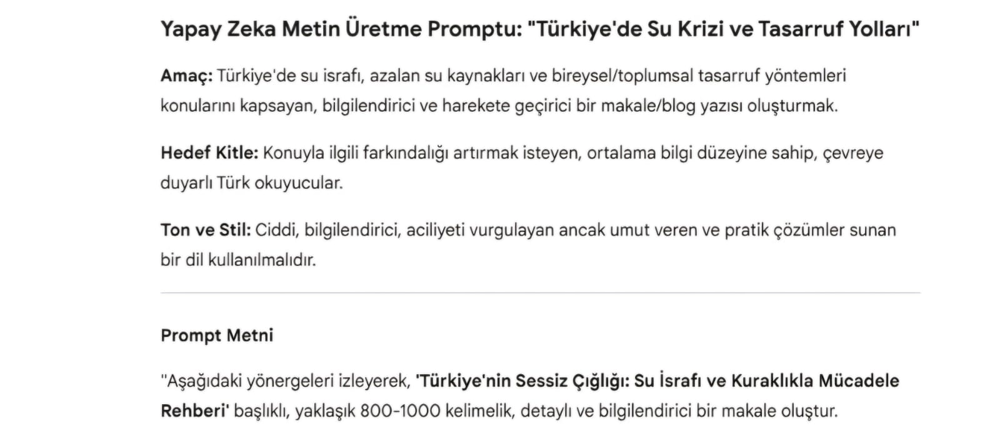 Yapay Zeka Metin Üretme Promptu: "Türkiye'de Su Krizi ve Tasarruf Yolları"
Amaç: Türkiye'de su israfı, azalan su kaynakları ve bireysel/toplumsal tasarruf yöntemleri
konularını kapsayan, bilgilendirici ve harekete geçirici bir makale/blog yazısı oluşturmak.
Hedef Kitle: Konuyla ilgili farkındalığı artırmak isteyen, ortalama bilgi düzeyine sahip, çevreye
duyarlı Türk okuyucular.
Ton ve Stil: Ciddi, bilgilendirici, aciliyeti vurgulayan ancak umut veren ve pratik çözümler sunan
bir dil kullanılmalıdır.
Prompt Metni
"Aşağıdaki yönergeleri izleyerek, 'Türkiye'nin Sessiz Çığlığı: Su İsrafı ve Kuraklıkla Mücadele
Rehberi' başlıklı, yaklaşık 800-1000 kelimelik, detaylı ve bilgilendirici bir makale oluştur.